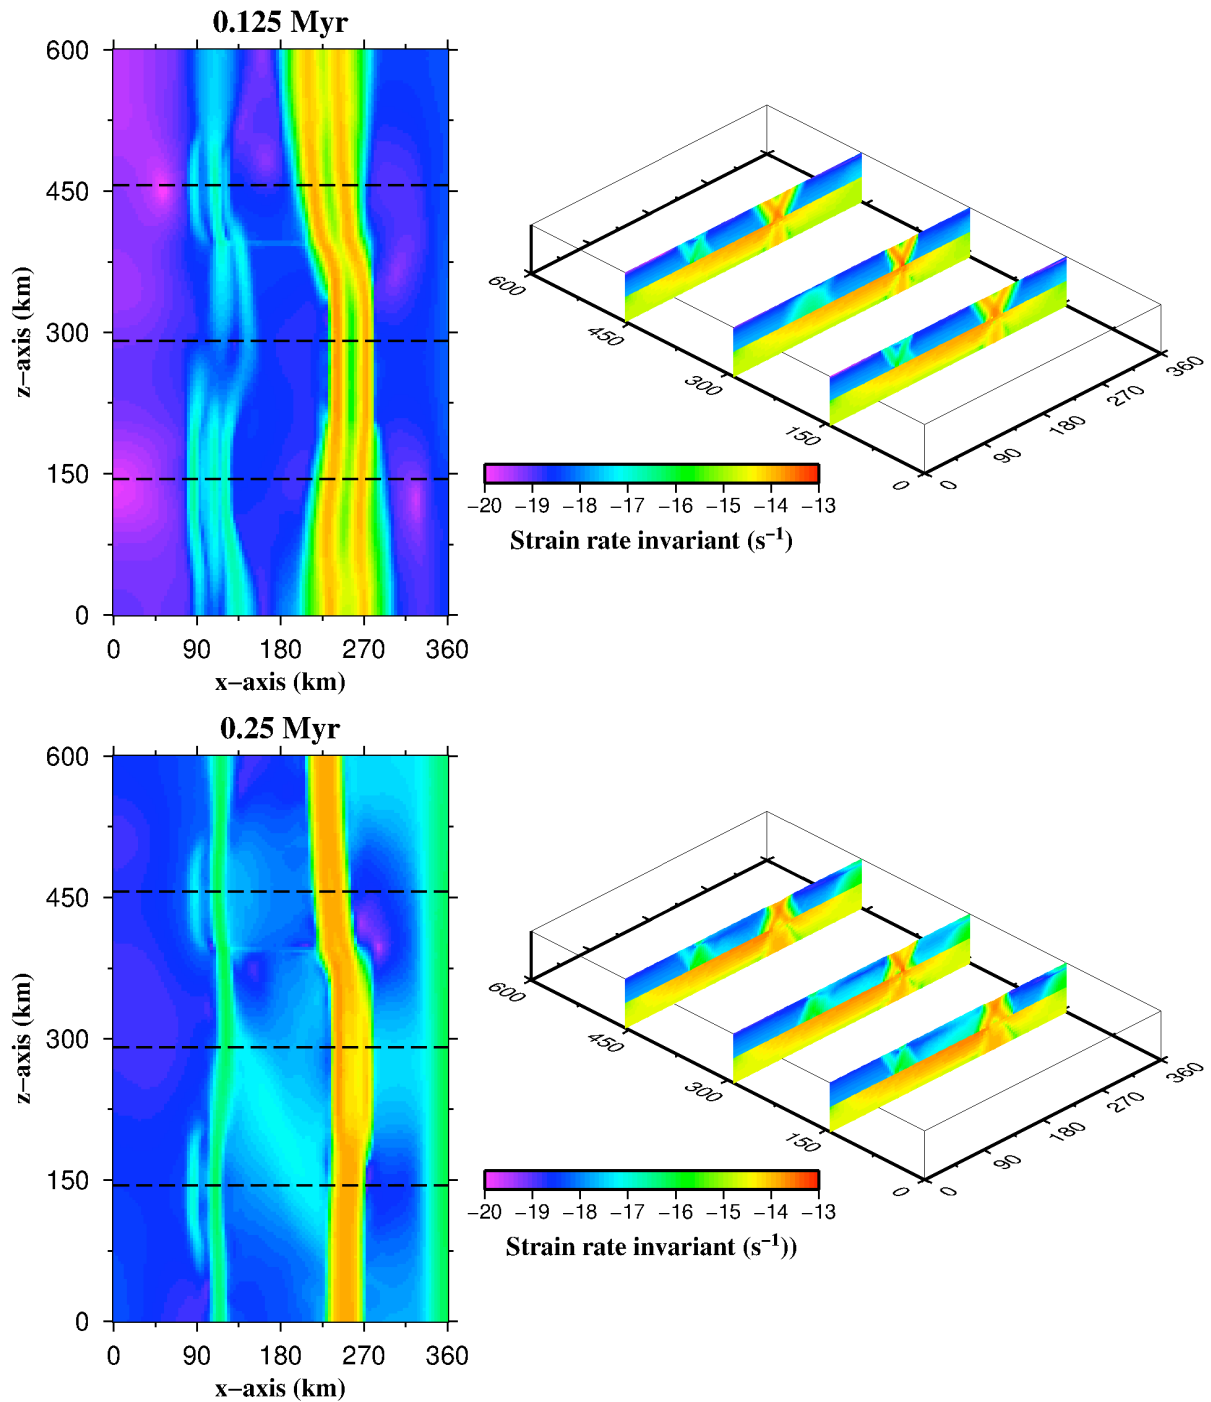 0.125 Myr
600
450
300
150
0
z−axis (km)
0 90 180 270 360
x−axis (km)
600
450
300
150
0
0
90
180
270
360
−20 −19 −18 −17 −16 −15 −14 −13
Strain rate invariant (s⁻¹)
0.25 Myr
600
450
300
150
0
z−axis (km)
0 90 180 270 360
x−axis (km)
600
450
300
150
0
0
90
180
270
360
−20 −19 −18 −17 −16 −15 −14 −13
Strain rate invariant (s⁻¹))